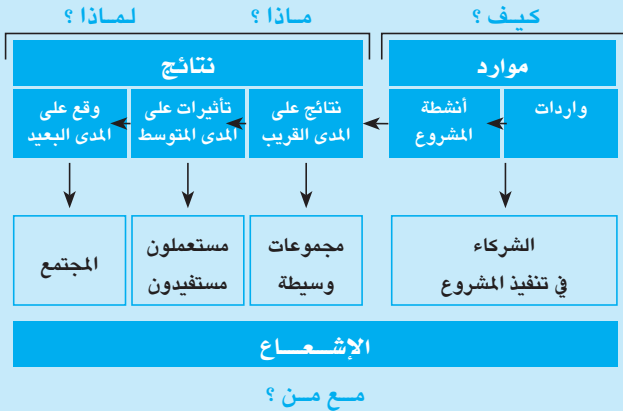 كيف ؟
ماذا ؟
لماذا ؟
موارد
نتائج
واردات
أنشطة
المشروع
نتائج على
المدى القريب
تأثيرات على
المدى المتوسط
وقع على
المدى البعيد
الشركاء
في تنفيذ المشروع
مجموعات
وسيطة
مستعملون
مستفيدون
المجتمع
الإشعاع
مع من ؟